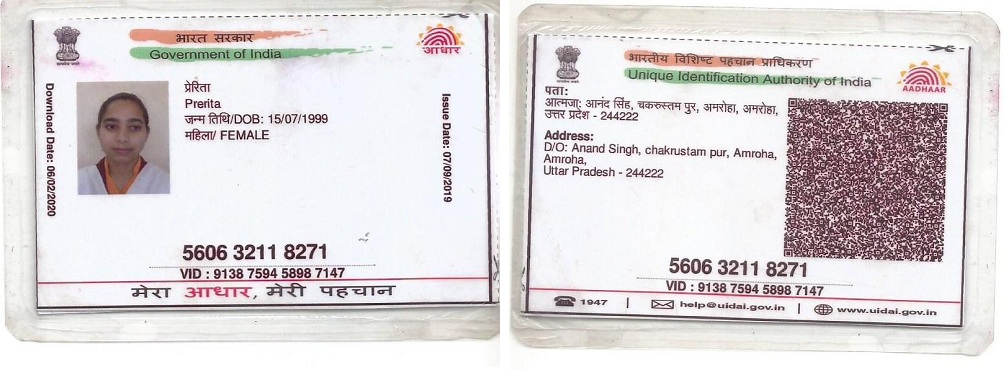 भारत सरकार
Government of India
आधार
Download Date: 06/02/2020
प्रेरिता
Prerita
जन्म तिथि/DOB: 15/07/1999
महिला/ FEMALE
Issue Date: 07/09/2019
5606 3211 8271
VID : 9138 7594 5898 7147
मेरा आधार, मेरी पहचान
भारतीय विशिष्ट पहचान प्राधिकरण
Unique Identification Authority of India
AADHAAR
पता:
आत्मजा: आनंद सिंह, चकरुस्तम पुर, अमरोहा, अमरोहा,
उत्तर प्रदेश - 244222
Address:
D/O: Anand Singh, chakrustam pur, Amroha,
Amroha,
Uttar Pradesh - 244222
5606 3211 8271
VID : 9138 7594 5898 7147
1947 | help@uidai.gov.in | www.uidai.gov.in